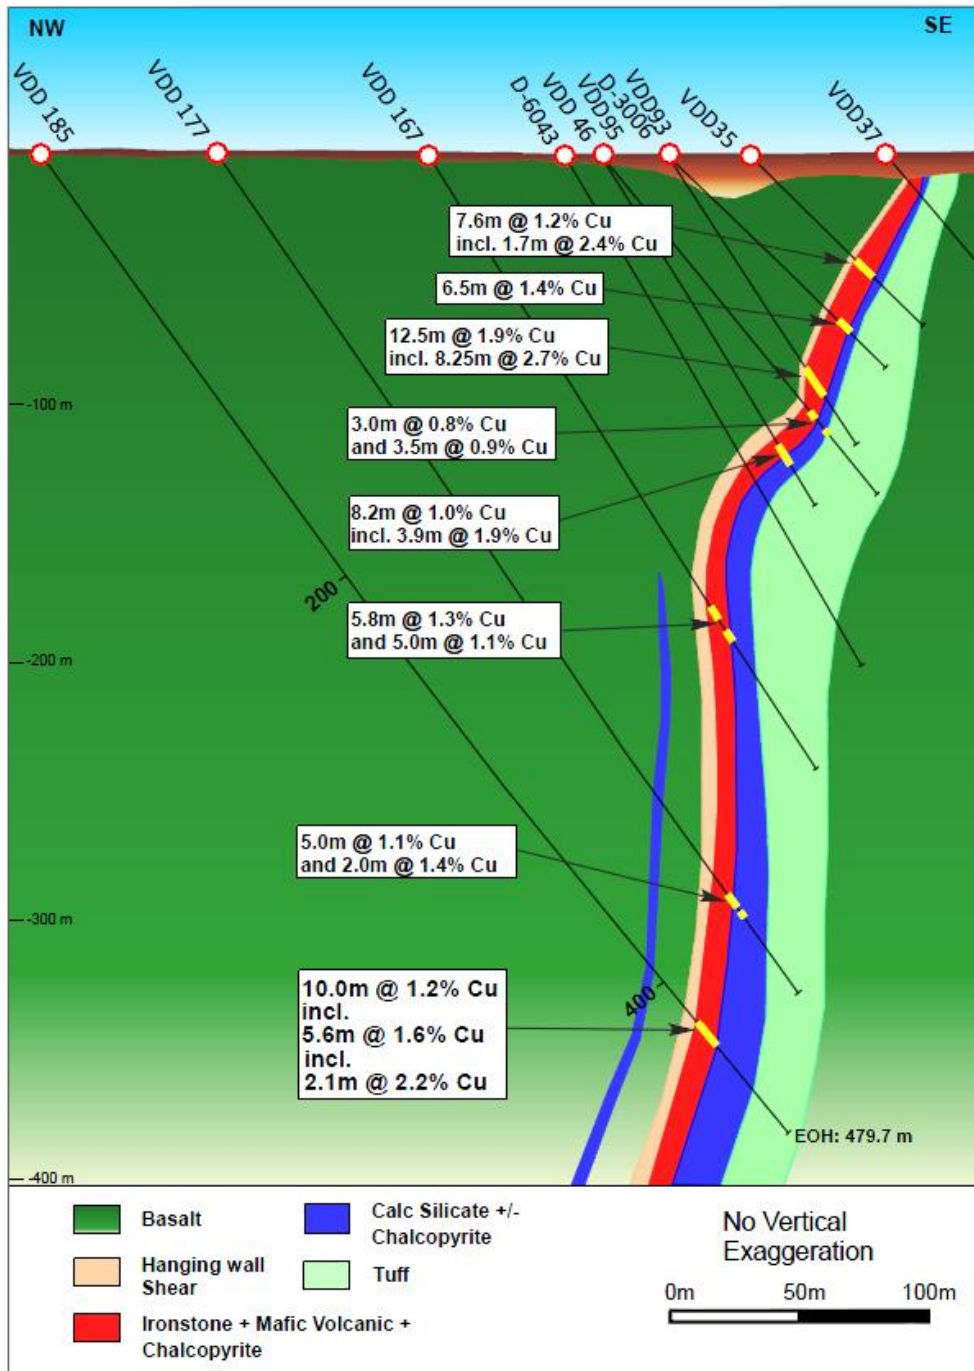 NW
SE
VDD 185
VDD 177
VDD 167
D-6043
VDD 46
VDD95
D-3006
VDD93
VDD35
VDD37
7.6m @ 1.2% Cu
incl. 1.7m @ 2.4% Cu
6.5m @ 1.4% Cu
12.5m @ 1.9% Cu
incl. 8.25m @ 2.7% Cu
-100 m
3.0m @ 0.8% Cu
and 3.5m @ 0.9% Cu
8.2m @ 1.0% Cu
incl. 3.9m @ 1.9% Cu
200
5.8m @ 1.3% Cu
and 5.0m @ 1.1% Cu
-200 m
5.0m @ 1.1% Cu
and 2.0m @ 1.4% Cu
-300 m
10.0m @ 1.2% Cu
incl.
5.6m @ 1.6% Cu
incl.
2.1m @ 2.2% Cu
400
EOH: 479.7 m
-400 m
Basalt
Hanging wall
Shear
Ironstone + Mafic Volcanic +
Chalcopyrite
Calc Silicate +/-
Chalcopyrite
Tuff
No Vertical
Exaggeration
0m 50m 100m